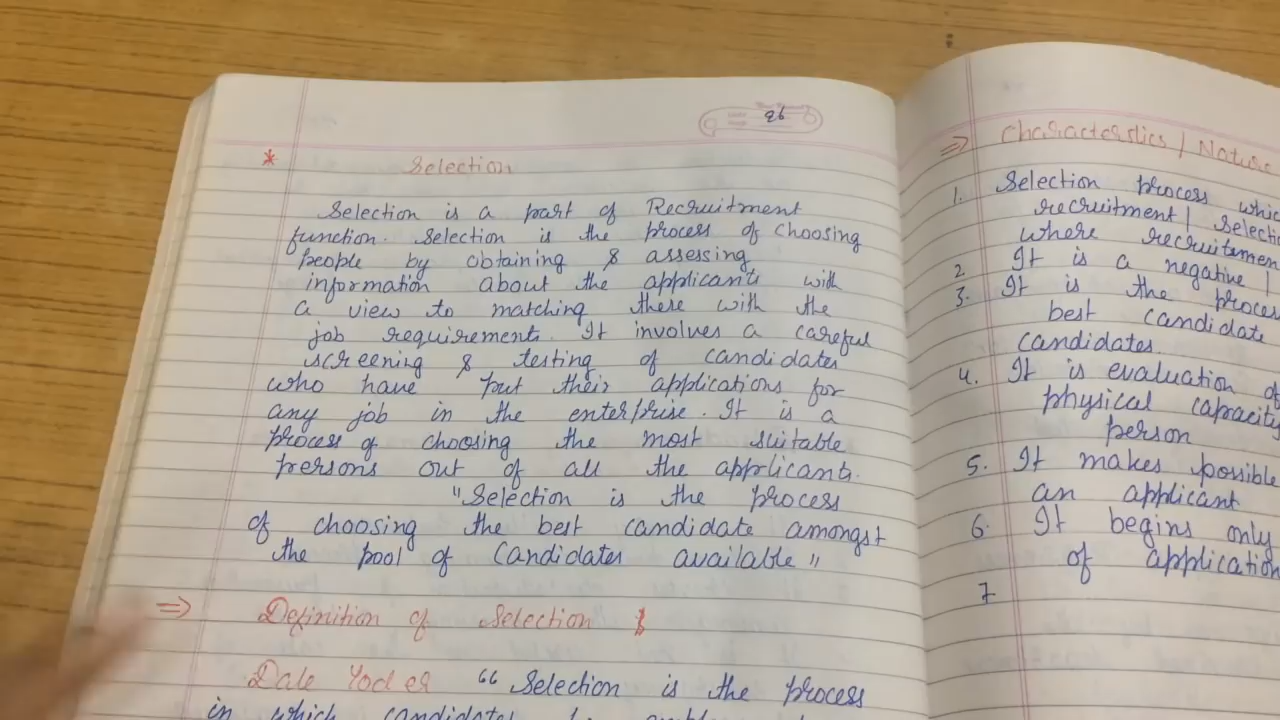 96
* Selection
Selection is a part of Recruitment
function. Selection is the process of choosing
people by obtaining & assessing
information about the applicants with
a view to matching these with the
job requirements. It involves a careful
screening & testing of candidates
who have put their applications for
any job in the enterprise. It is a
process of choosing the most suitable
persons out of all the applicants.
"Selection is the process
of choosing the best candidate amongst
the pool of candidates available"
⇒ Definition of Selection
Dale Yoder "Selection is the process
in which candidates
⇒ Characteristics / Nature
1. Selection process
recruitment / 
where
2. It is a negative /
3. It is the
best candidate
candidates.
4. It is evaluation of
physical
person
5. It makes possible
an applicant
6. It begins only
of application
7